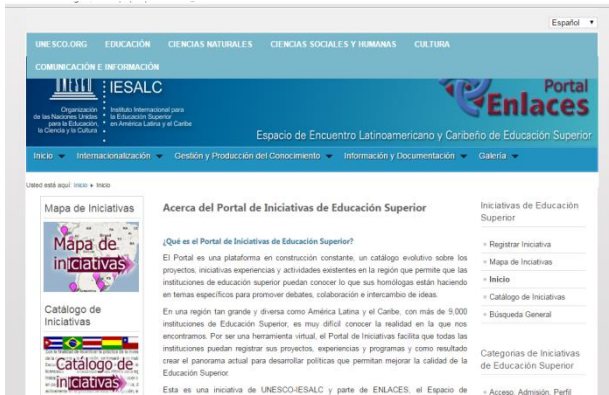 Español
UNESCO.ORG EDUCACIÓN CIENCIAS NATURALES CIENCIAS SOCIALES Y HUMANAS CULTURA
COMUNICACIÓN E INFORMACIÓN
UNESCO
IESALC
Organización
de las Naciones Unidas
para la Educación,
la Ciencia y la Cultura
Instituto Internacional para
la Educación Superior
en América Latina y el Caribe
Portal
Enlaces
Espacio de Encuentro Latinoamericano y Caribeño de Educación Superior
Inicio Internacionalización Gestión y Producción del Conocimiento Información y Documentación Galería
Usted está aquí: Inicio ▸ Inicio
Mapa de Iniciativas
Mapa de
iniciativas
Catálogo de
Iniciativas
Catálogo de
iniciativas
Acerca del Portal de Iniciativas de Educación Superior
¿Qué es el Portal de Iniciativas de Educación Superior?
El Portal es una plataforma en construcción constante, un catálogo evolutivo sobre los
proyectos, iniciativas experiencias y actividades existentes en la región que permite que las
instituciones de educación superior puedan conocer lo que sus homólogas están haciendo
en temas específicos para promover debates, colaboración e intercambio de ideas.
En una región tan grande y diversa como América Latina y el Caribe, con más de 9.000
instituciones de Educación Superior, es muy difícil conocer la realidad en la que nos
encontramos. Por ser una herramienta virtual, el Portal de Iniciativas facilita que todas las
instituciones puedan registrar sus proyectos, experiencias y programas y como resultado
crear el panorama actual para desarrollar políticas que permitan mejorar la calidad de la
Educación Superior.
Esta es una iniciativa de UNESCO-IESALC y parte de ENLACES, el Espacio de
Iniciativas de Educación
Superior
Registrar Iniciativa
Mapa de Iniciativas
Inicio
Catálogo de Iniciativas
Búsqueda General
Categorías de Iniciativas
de Educación Superior
Acceso, Admisión, Perfil